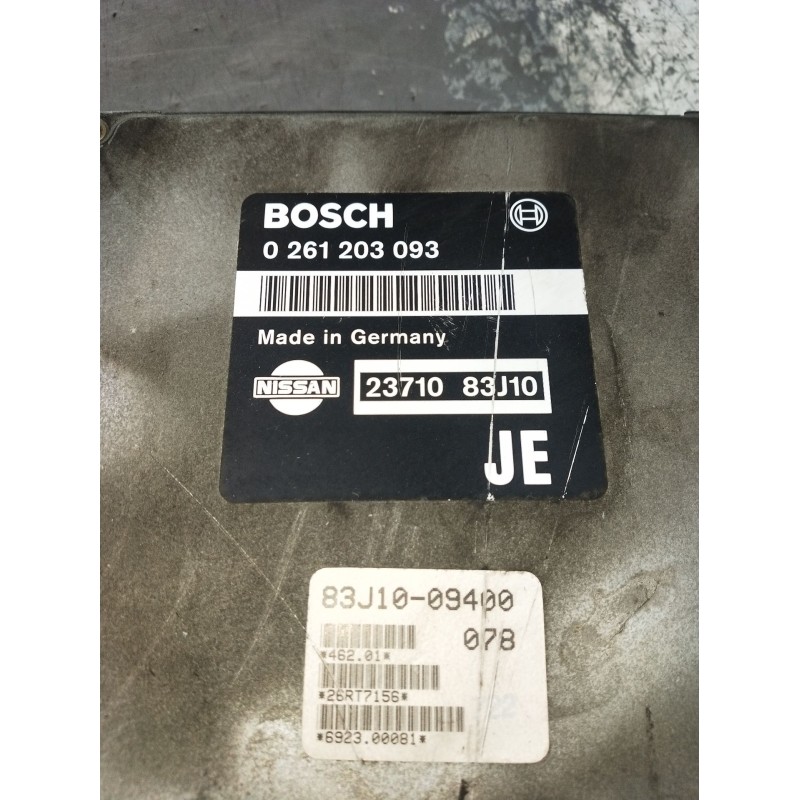 BOSCH
0 261 203 093
Made in Germany
NISSAN
23710 83J10
JE
83J10-09400
078
*462.01*
*26RT7156*
*6923.00081*